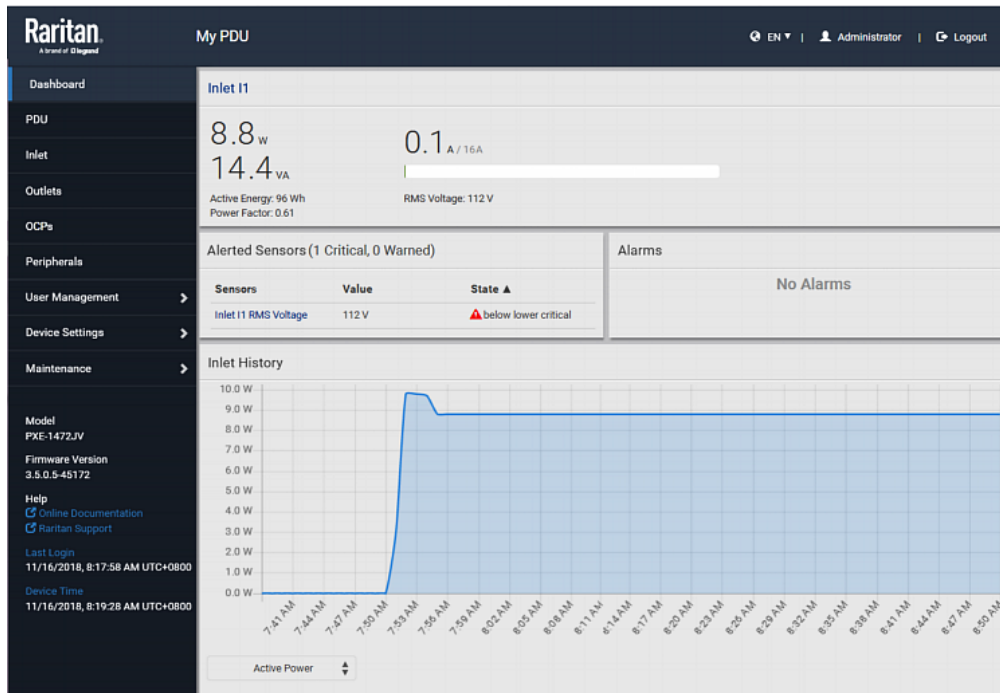 Raritan.
A brand of legrand
My PDU
EN | Administrator | Logout
Dashboard
PDU
Inlet
Outlets
OCPs
Peripherals
User Management
Device Settings
Maintenance
Model
PXE-1472JV
Firmware Version
3.5.0.5-45172
Help
Online Documentation
Raritan Support
Last Login
11/16/2018, 8:17:58 AM UTC+0800
Device Time
11/16/2018, 8:19:28 AM UTC+0800
Inlet I1
8.8 W
14.4 VA
Active Energy: 96 Wh
Power Factor: 0.61
0.1 A / 16A
RMS Voltage: 112 V
Alerted Sensors (1 Critical, 0 Warned)
Sensors Value State ▲
Inlet I1 RMS Voltage 112 V below lower critical
Alarms
No Alarms
Inlet History
10.0 W
9.0 W
8.0 W
7.0 W
6.0 W
5.0 W
4.0 W
3.0 W
2.0 W
1.0 W
0.0 W
7:41 AM 7:44 AM 7:47 AM 7:50 AM 7:53 AM 7:56 AM 7:59 AM 8:02 AM 8:05 AM 8:08 AM 8:11 AM 8:14 AM 8:17 AM 8:20 AM 8:23 AM 8:26 AM 8:29 AM 8:32 AM 8:35 AM 8:38 AM 8:41 AM 8:44 AM 8:47 AM 8:50 AM
Active Power